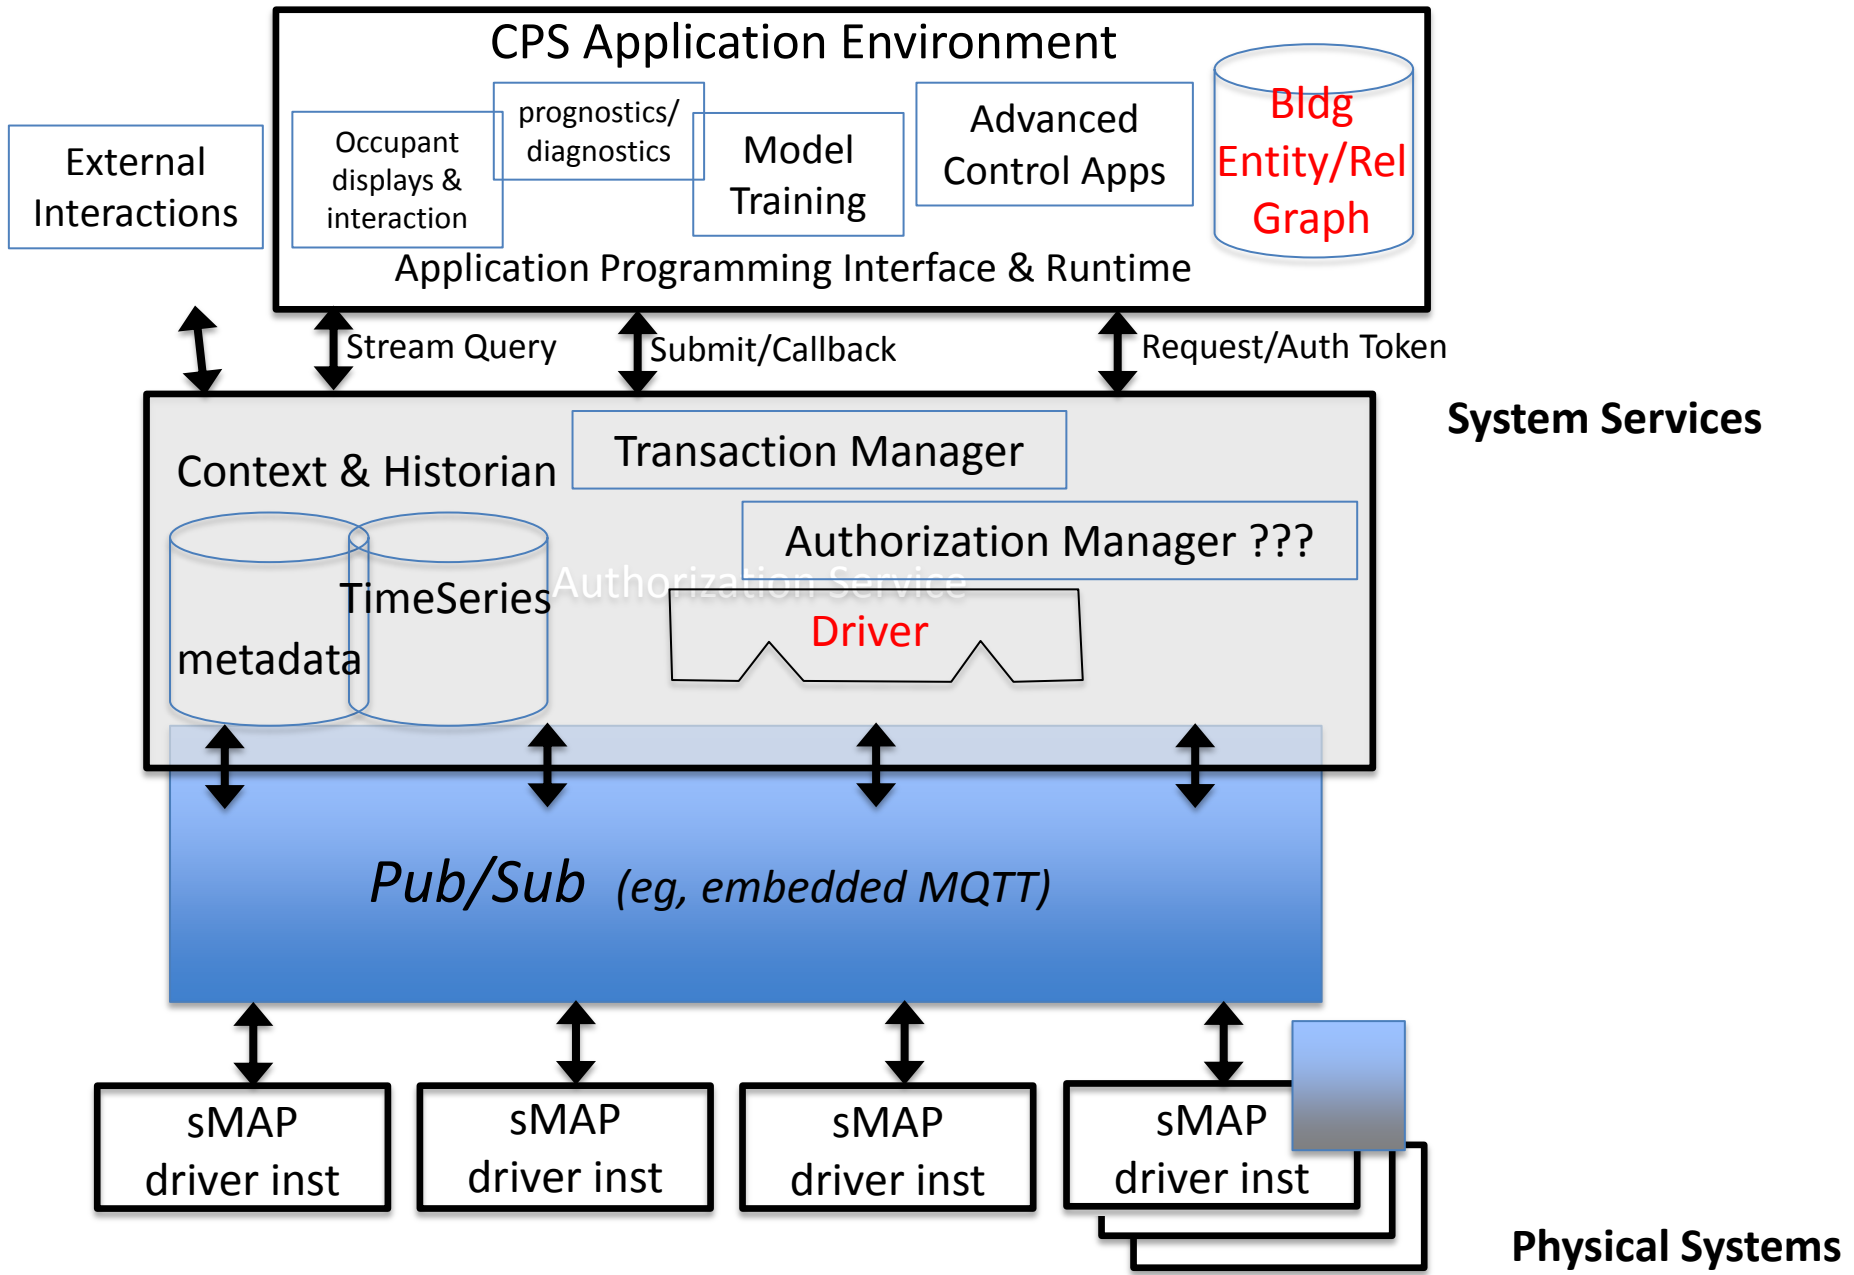 CPS Application Environment
External
Interactions
Occupant
displays &
interaction
prognostics/
diagnostics
Model
Training
Advanced
Control Apps
Bldg
Entity/Rel
Graph
Application Programming Interface & Runtime
Stream Query
Submit/Callback
Request/Auth Token
System Services
Context & Historian
Transaction Manager
Authorization Manager ???
Authorization Service
TimeSeries
metadata
Driver
Pub/Sub (eg, embedded MQTT)
sMAP
driver inst
sMAP
driver inst
sMAP
driver inst
sMAP
driver inst
Physical Systems